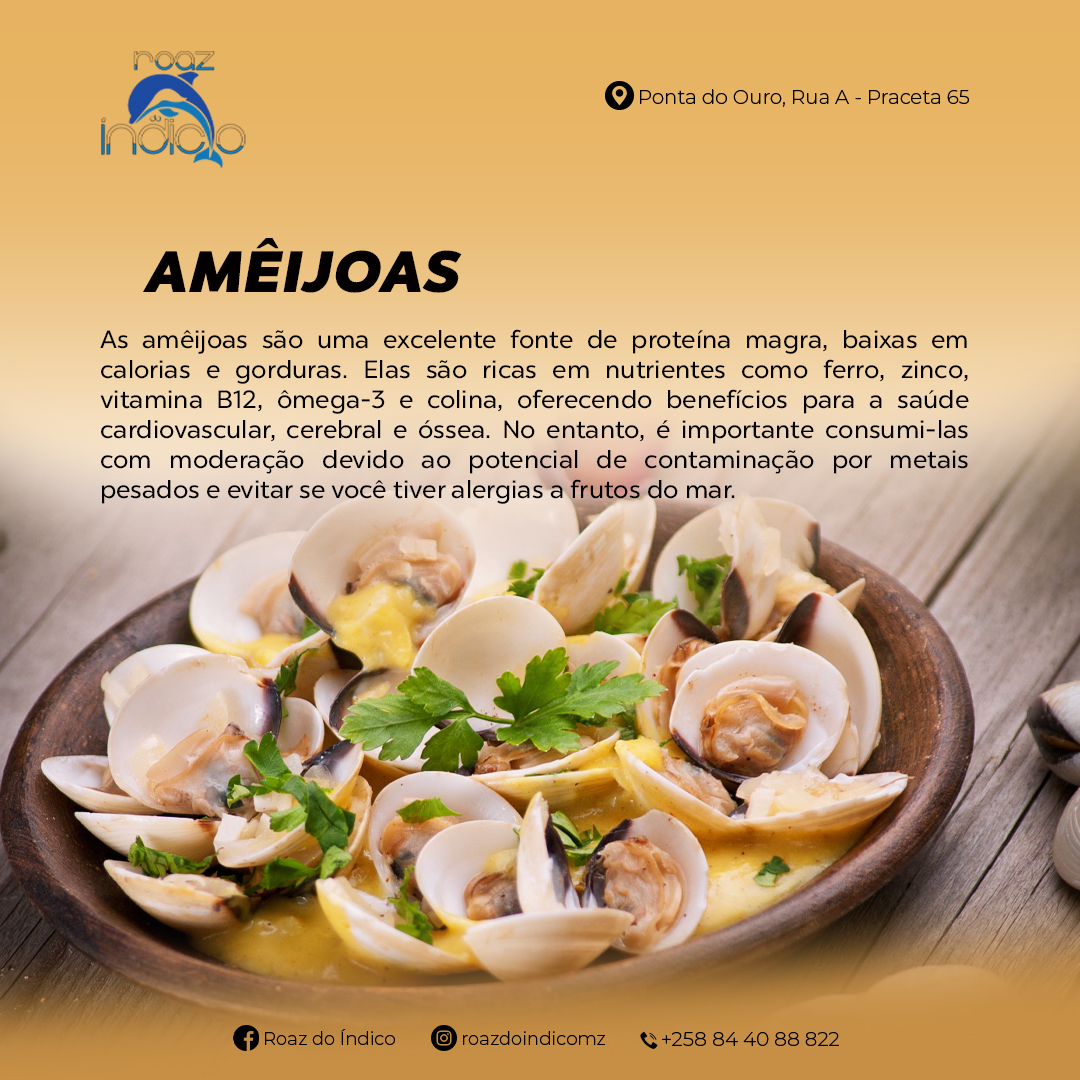 roaz
do
índico
Ponta do Ouro, Rua A - Praceta 65
AMÊIJOAS
As amêijoas são uma excelente fonte de proteína magra, baixas em
calorias e gorduras. Elas são ricas em nutrientes como ferro, zinco,
vitamina B12, ômega-3 e colina, oferecendo benefícios para a saúde
cardiovascular, cerebral e óssea. No entanto, é importante consumi-las
com moderação devido ao potencial de contaminação por metais
pesados e evitar se você tiver alergias a frutos do mar.
Roaz do Índico roazdoindicomz +258 84 40 88 822